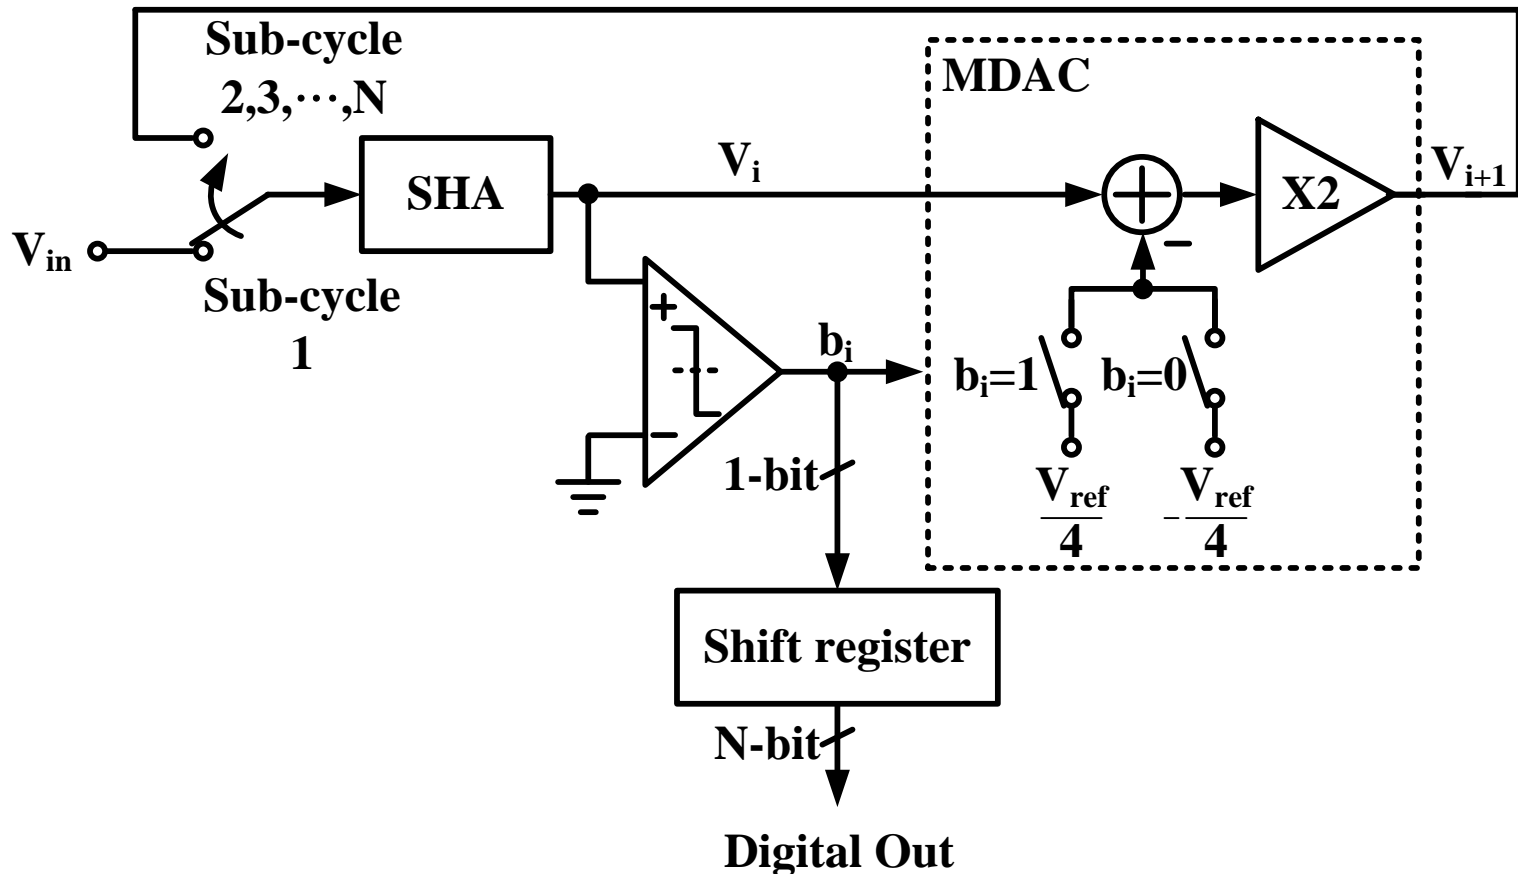 Sub-cycle
2,3,⋯,N
MDAC
SHA
V_i
X2
V_{i+1}
V_in
Sub-cycle
1
+
−
b_i
−
b_i=1
b_i=0
V_ref
4
-V_ref
4
1-bit
Shift register
N-bit
Digital Out